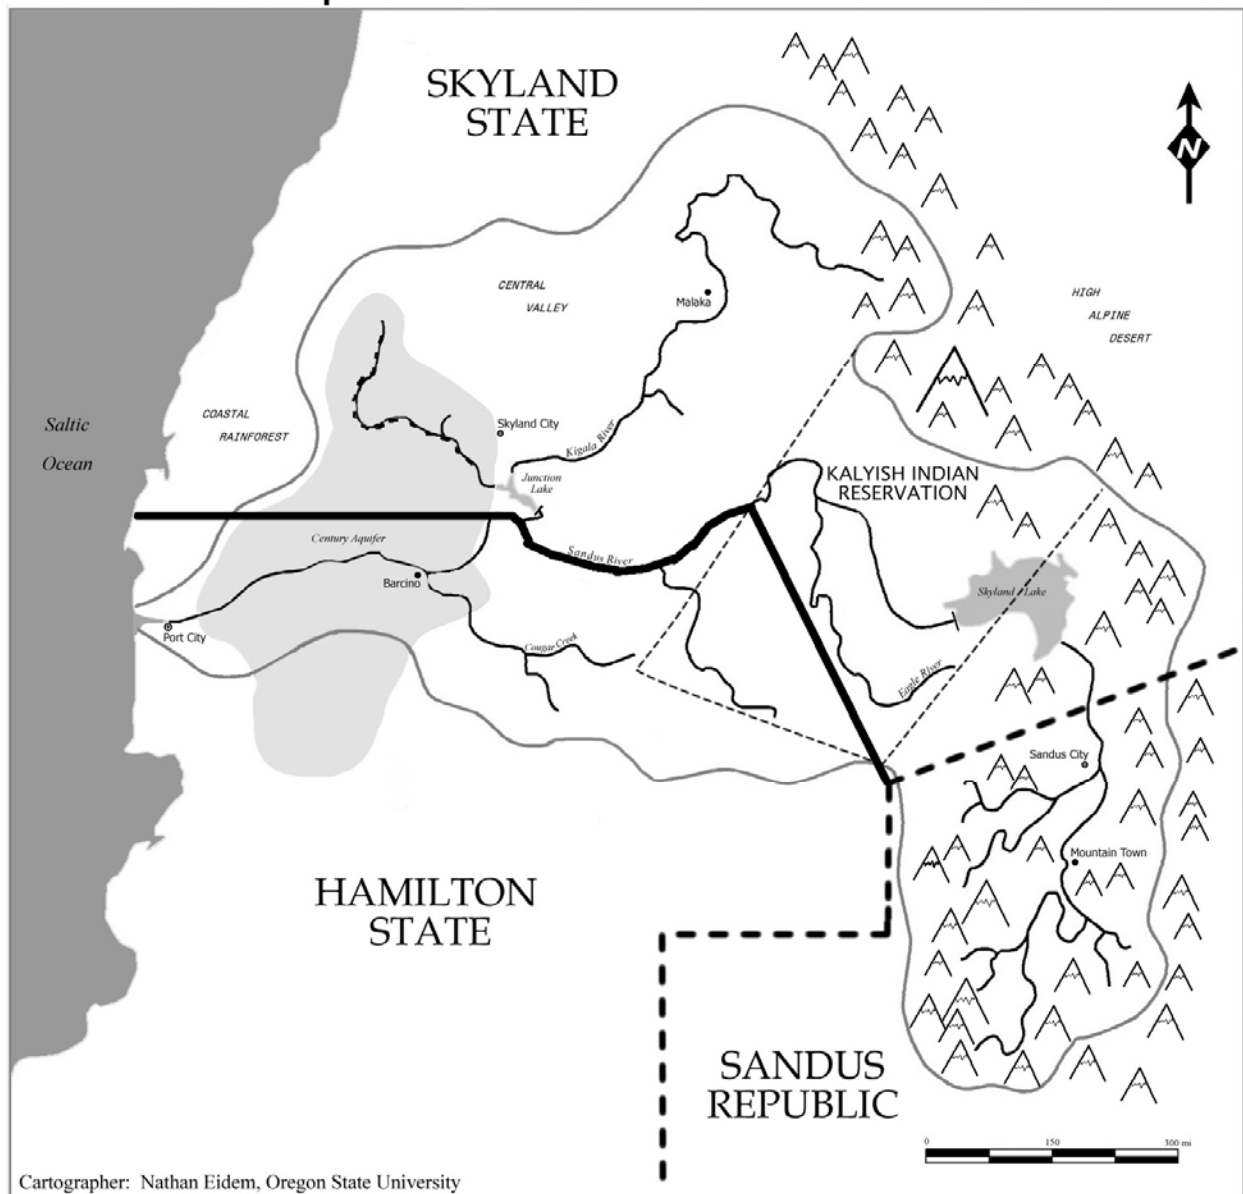 SKYLAND
STATE
N
CENTRAL
VALLEY
Malaka
HIGH
ALPINE
DESERT
COASTAL
RAINFOREST
Saltic
Ocean
Skyland City
Kigala River
Junction
Lake
KALYISH INDIAN
RESERVATION
Century Aquifer
Sandus River
Barcino
Skyland Lake
Port City
Cougar Creek
Eagle River
Sandus City
Mountain Town
HAMILTON
STATE
SANDUS
REPUBLIC
0 150 300 mi
Cartographer: Nathan Eidem, Oregon State University